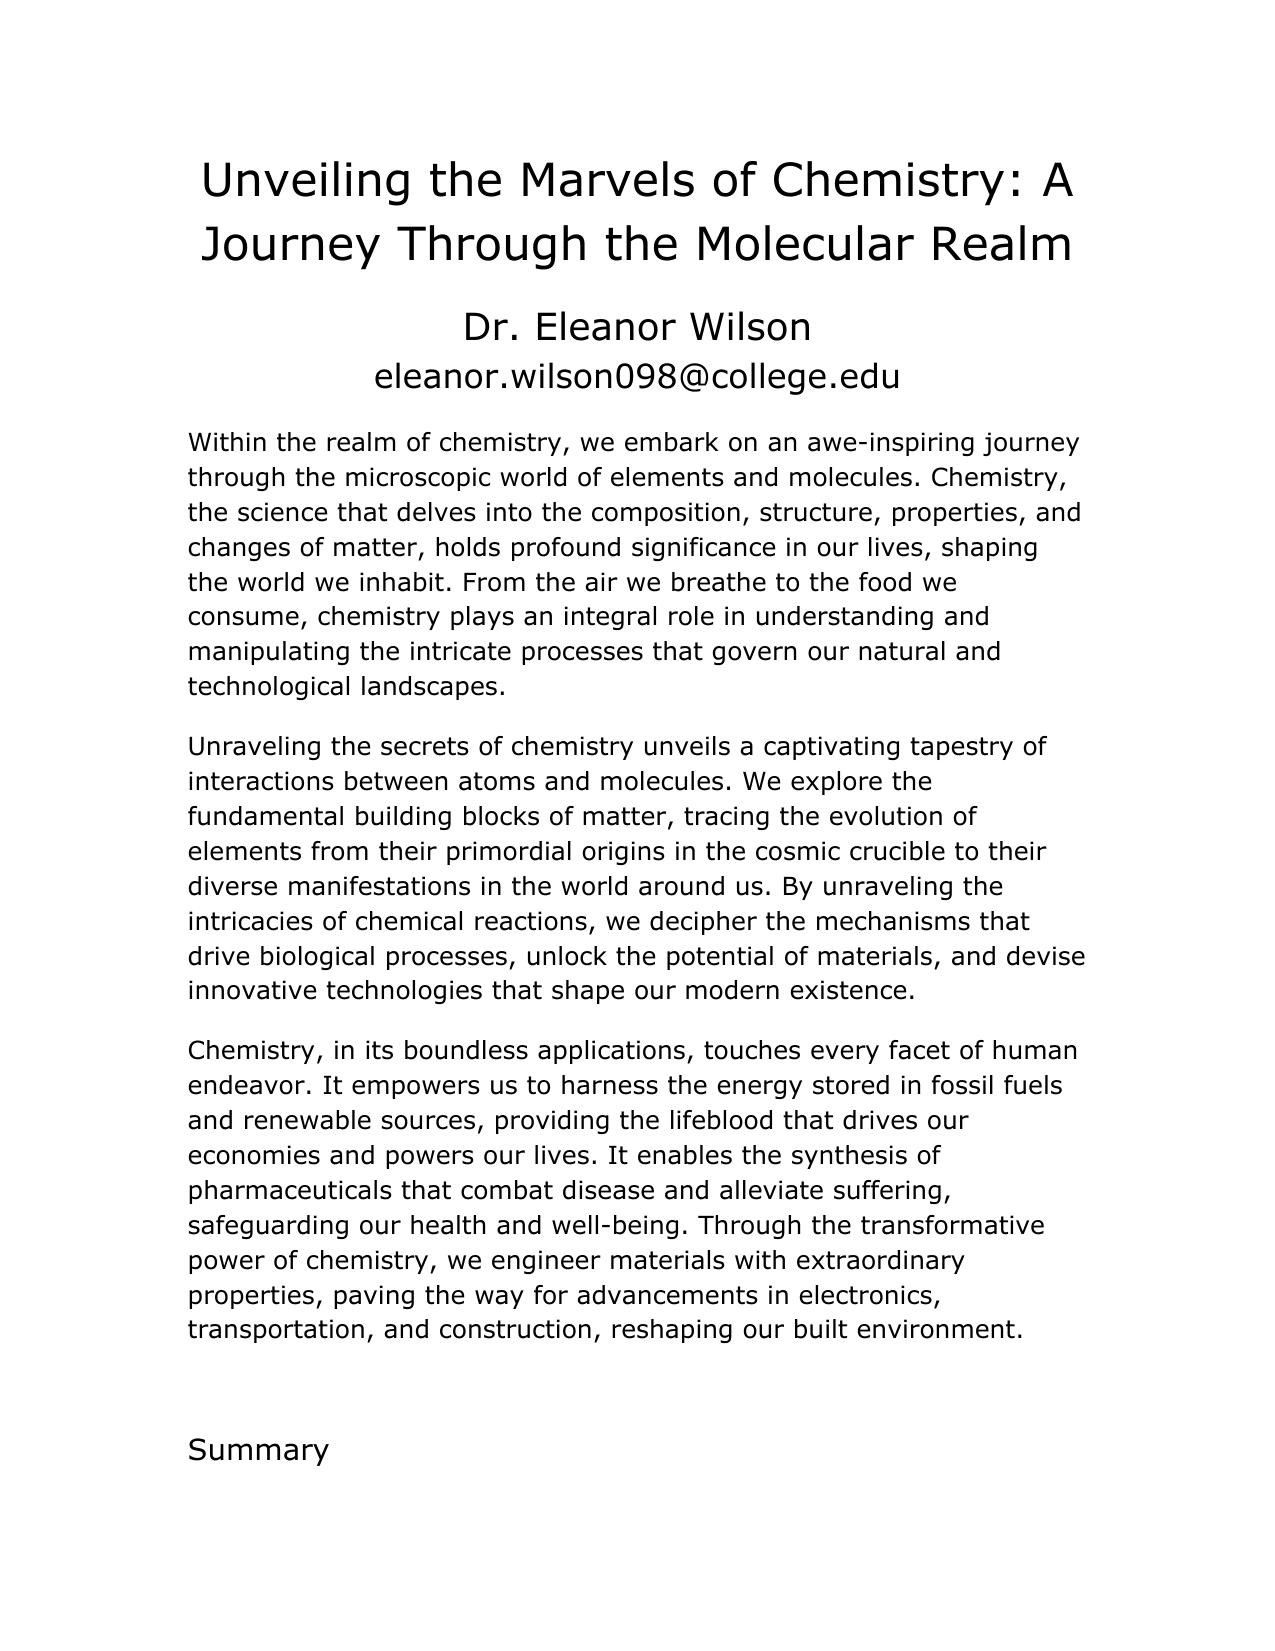 Unveiling the Marvels of Chemistry: A
Journey Through the Molecular Realm
Dr. Eleanor Wilson
eleanor.wilson098@college.edu
Within the realm of chemistry, we embark on an awe-inspiring journey
through the microscopic world of elements and molecules. Chemistry,
the science that delves into the composition, structure, properties, and
changes of matter, holds profound significance in our lives, shaping
the world we inhabit. From the air we breathe to the food we
consume, chemistry plays an integral role in understanding and
manipulating the intricate processes that govern our natural and
technological landscapes.
Unraveling the secrets of chemistry unveils a captivating tapestry of
interactions between atoms and molecules. We explore the
fundamental building blocks of matter, tracing the evolution of
elements from their primordial origins in the cosmic crucible to their
diverse manifestations in the world around us. By unraveling the
intricacies of chemical reactions, we decipher the mechanisms that
drive biological processes, unlock the potential of materials, and devise
innovative technologies that shape our modern existence.
Chemistry, in its boundless applications, touches every facet of human
endeavor. It empowers us to harness the energy stored in fossil fuels
and renewable sources, providing the lifeblood that drives our
economies and powers our lives. It enables the synthesis of
pharmaceuticals that combat disease and alleviate suffering,
safeguarding our health and well-being. Through the transformative
power of chemistry, we engineer materials with extraordinary
properties, paving the way for advancements in electronics,
transportation, and construction, reshaping our built environment.
Summary